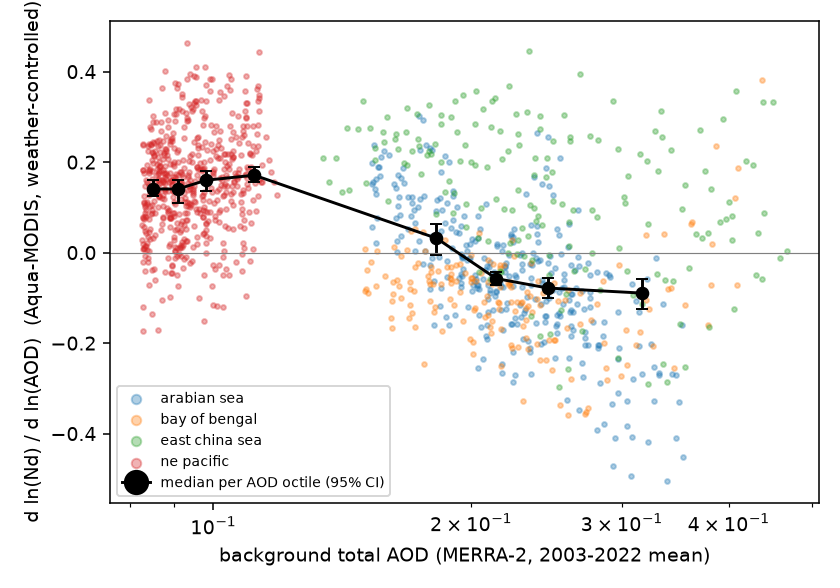 d ln(Nd) / d ln(AOD)   (Aqua-MODIS, weather-controlled)
0.4
0.2
0.0
−0.2
−0.4
arabian sea
bay of bengal
east china sea
ne pacific
median per AOD octile (95% CI)
10⁻¹
2 × 10⁻¹
3 × 10⁻¹
4 × 10⁻¹
background total AOD (MERRA-2, 2003-2022 mean)